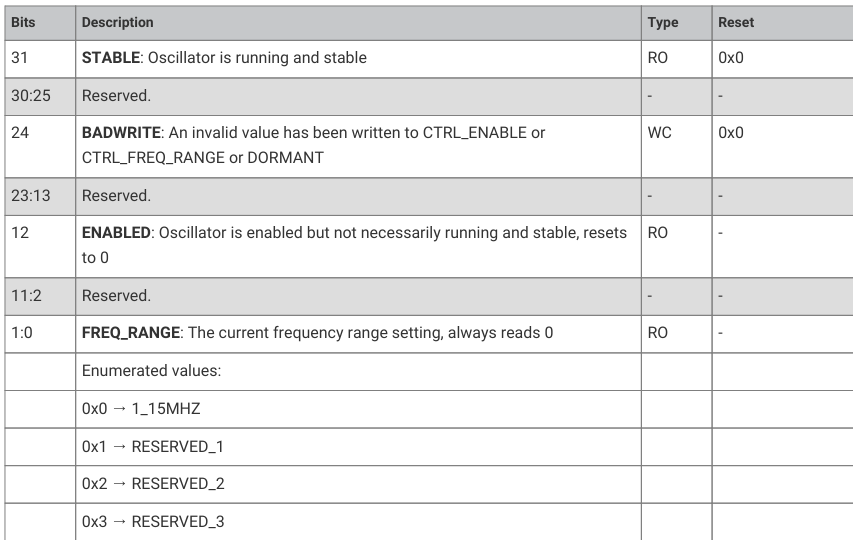 Bits Description Type Reset
31 STABLE: Oscillator is running and stable RO 0x0
30:25 Reserved. - -
24 BADWRITE: An invalid value has been written to CTRL_ENABLE or WC 0x0
CTRL_FREQ_RANGE or DORMANT
23:13 Reserved. - -
12 ENABLED: Oscillator is enabled but not necessarily running and stable, resets RO -
to 0
11:2 Reserved. - -
1:0 FREQ_RANGE: The current frequency range setting, always reads 0 RO -
Enumerated values:
0x0 → 1_15MHZ
0x1 → RESERVED_1
0x2 → RESERVED_2
0x3 → RESERVED_3